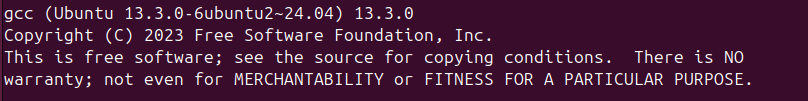 gcc (Ubuntu 13.3.0-6ubuntu2~24.04) 13.3.0
Copyright (C) 2023 Free Software Foundation, Inc.
This is free software; see the source for copying conditions.  There is NO
warranty; not even for MERCHANTABILITY or FITNESS FOR A PARTICULAR PURPOSE.